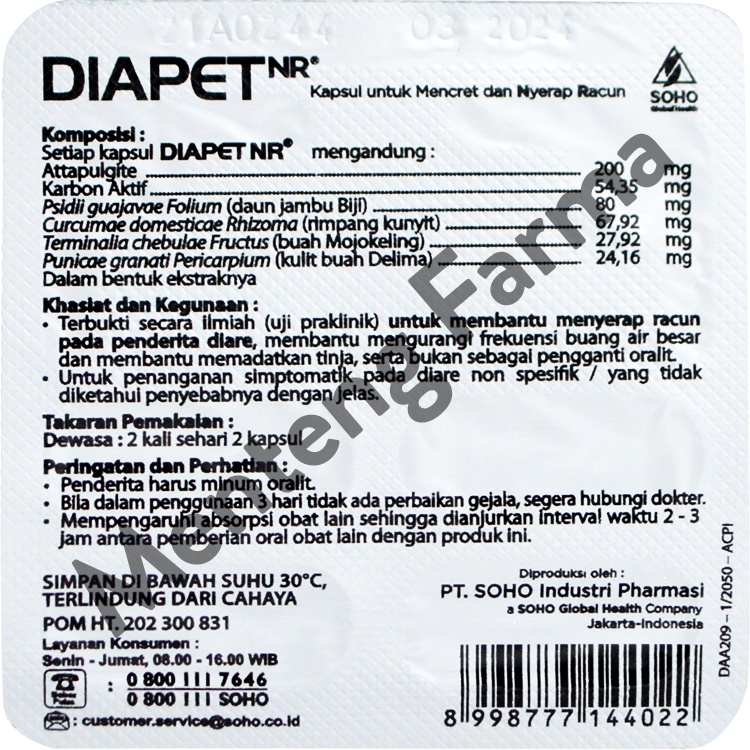 21A0244 03 2024
DIAPET NR®
Kapsul untuk Mencret dan Nyerap Racun
SOHO
Global Health
Komposisi :
Setiap kapsul DIAPET NR® mengandung :
Attapulgite 200 mg
Karbon Aktif 54,35 mg
Psidii guajavae Folium (daun jambu Biji) 80 mg
Curcumae domesticae Rhizoma (rimpang kunyit) 67,92 mg
Terminalia chebulae Fructus (buah Mojokeling) 27,92 mg
Punicae granati Pericarpium (kulit buah Delima) 24,16 mg
Dalam bentuk ekstraknya
Khasiat dan Kegunaan :
• Terbukti secara ilmiah (uji praklinik) untuk membantu menyerap racun
pada penderita diare, membantu mengurangi frekuensi buang air besar
dan membantu memadatkan tinja, serta bukan sebagai pengganti oralit.
• Untuk penanganan simptomatik pada diare non spesifik / yang tidak
diketahui penyebabnya dengan jelas.
Takaran Pemakaian :
Dewasa : 2 kali sehari 2 kapsul
Peringatan dan Perhatian :
• Penderita harus minum oralit.
• Bila dalam penggunaan 3 hari tidak ada perbaikan gejala, segera hubungi dokter.
• Mempengaruhi absorpsi obat lain sehingga dianjurkan interval waktu 2 - 3
jam antara pemberian oral obat lain dengan produk ini.
SIMPAN DI BAWAH SUHU 30°C,
TERLINDUNG DARI CAHAYA
POM HT. 202 300 831
Layanan Konsumen :
Senin - Jumat, 08.00 - 16.00 WIB
Bebas Pulsa : 0 800 111 7646
0 800 111 SOHO
: customer.service@soho.co.id
Diproduksi oleh :
PT. SOHO Industri Pharmasi
a SOHO Global Health Company
Jakarta-Indonesia
8 998777 144022
DAA209 – 1/2050 – ACPI
Menteng Farma